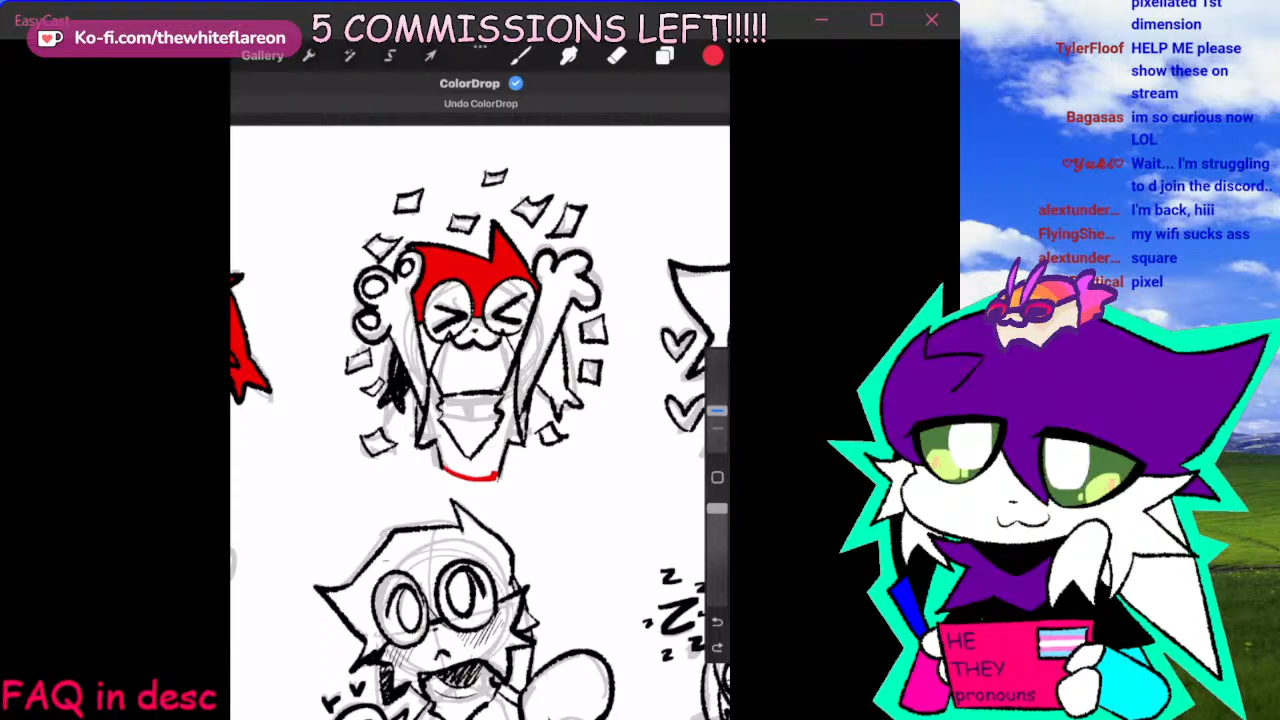 EasyCast
Ko-fi.com/thewhiteflareon
5 COMMISSIONS LEFT!!!!!
Gallery
ColorDrop
Undo ColorDrop
pixellated 1st
dimension
TylerFloof HELP ME please
show these on
stream
Bagasas im so curious now
LOL
♡Yuki♡ Wait... I'm struggling
to d join the discord..
alextunder... I'm back, hiii
FlyingShe... my wifi sucks ass
alextunder... square
pixel
z
z
z
z
HE
THEY
pronouns
FAQ in desc